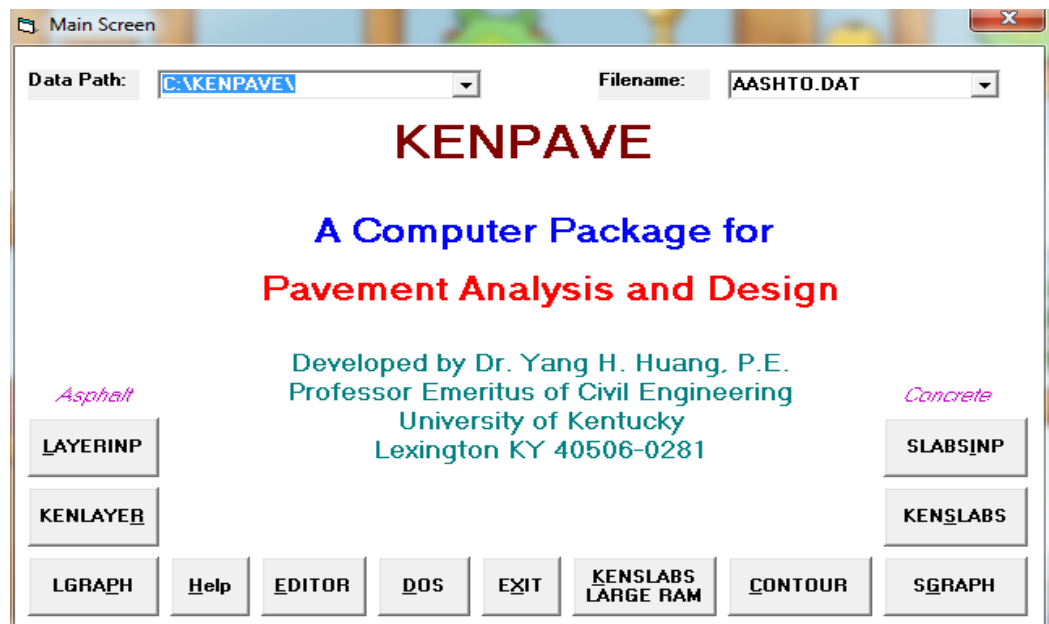 Main Screen
Data Path: C:\KENPAVE\ Filename: AASHTO.DAT
KENPAVE
A Computer Package for
Pavement Analysis and Design
Developed by Dr. Yang H. Huang, P.E.
Professor Emeritus of Civil Engineering
University of Kentucky
Lexington KY 40506-0281
Asphalt
Concrete
LAYERINP
SLABSINP
KENLAYER
KENSLABS
LGRAPH
Help
EDITOR
DOS
EXIT
KENSLABS
LARGE RAM
CONTOUR
SGRAPH